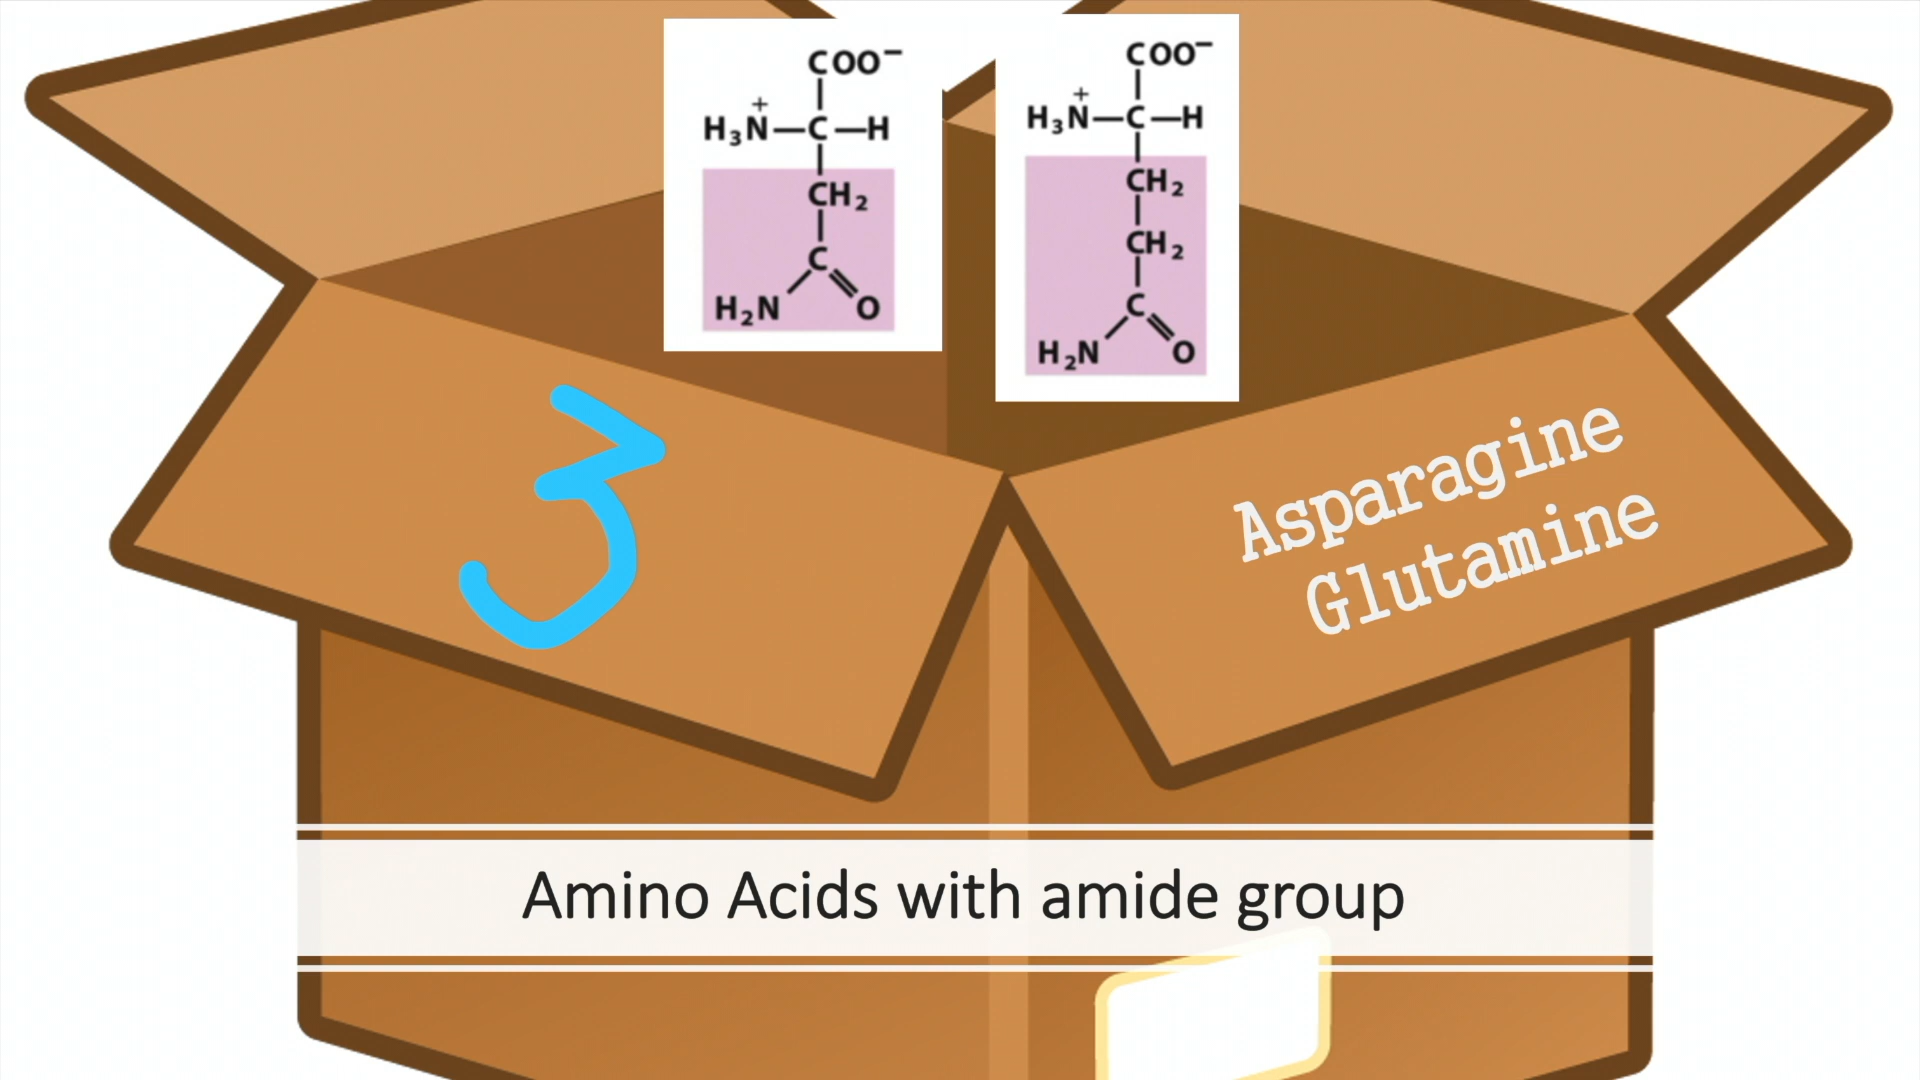 COO⁻
H₃N⁺—C—H
CH₂
C
H₂N O
COO⁻
H₃N⁺—C—H
CH₂
CH₂
C
H₂N O
3
Asparagine
Glutamine
Amino Acids with amide group